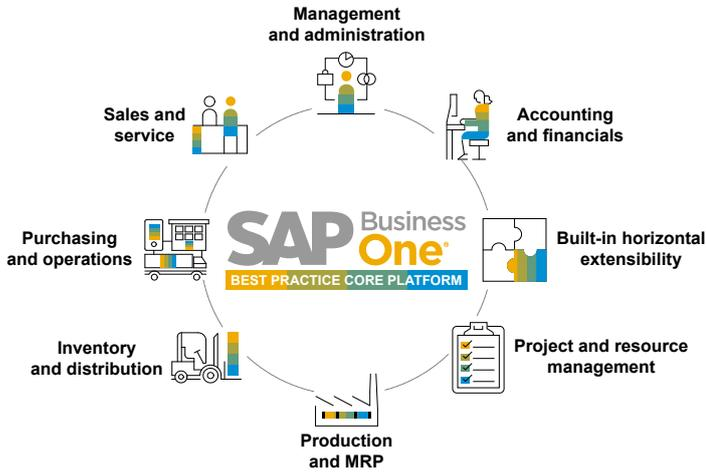 Management
and administration
Sales and
service
Accounting
and financials
SAP Business
One®
BEST PRACTICE CORE PLATFORM
Purchasing
and operations
Built-in horizontal
extensibility
Inventory
and distribution
Project and resource
management
Production
and MRP